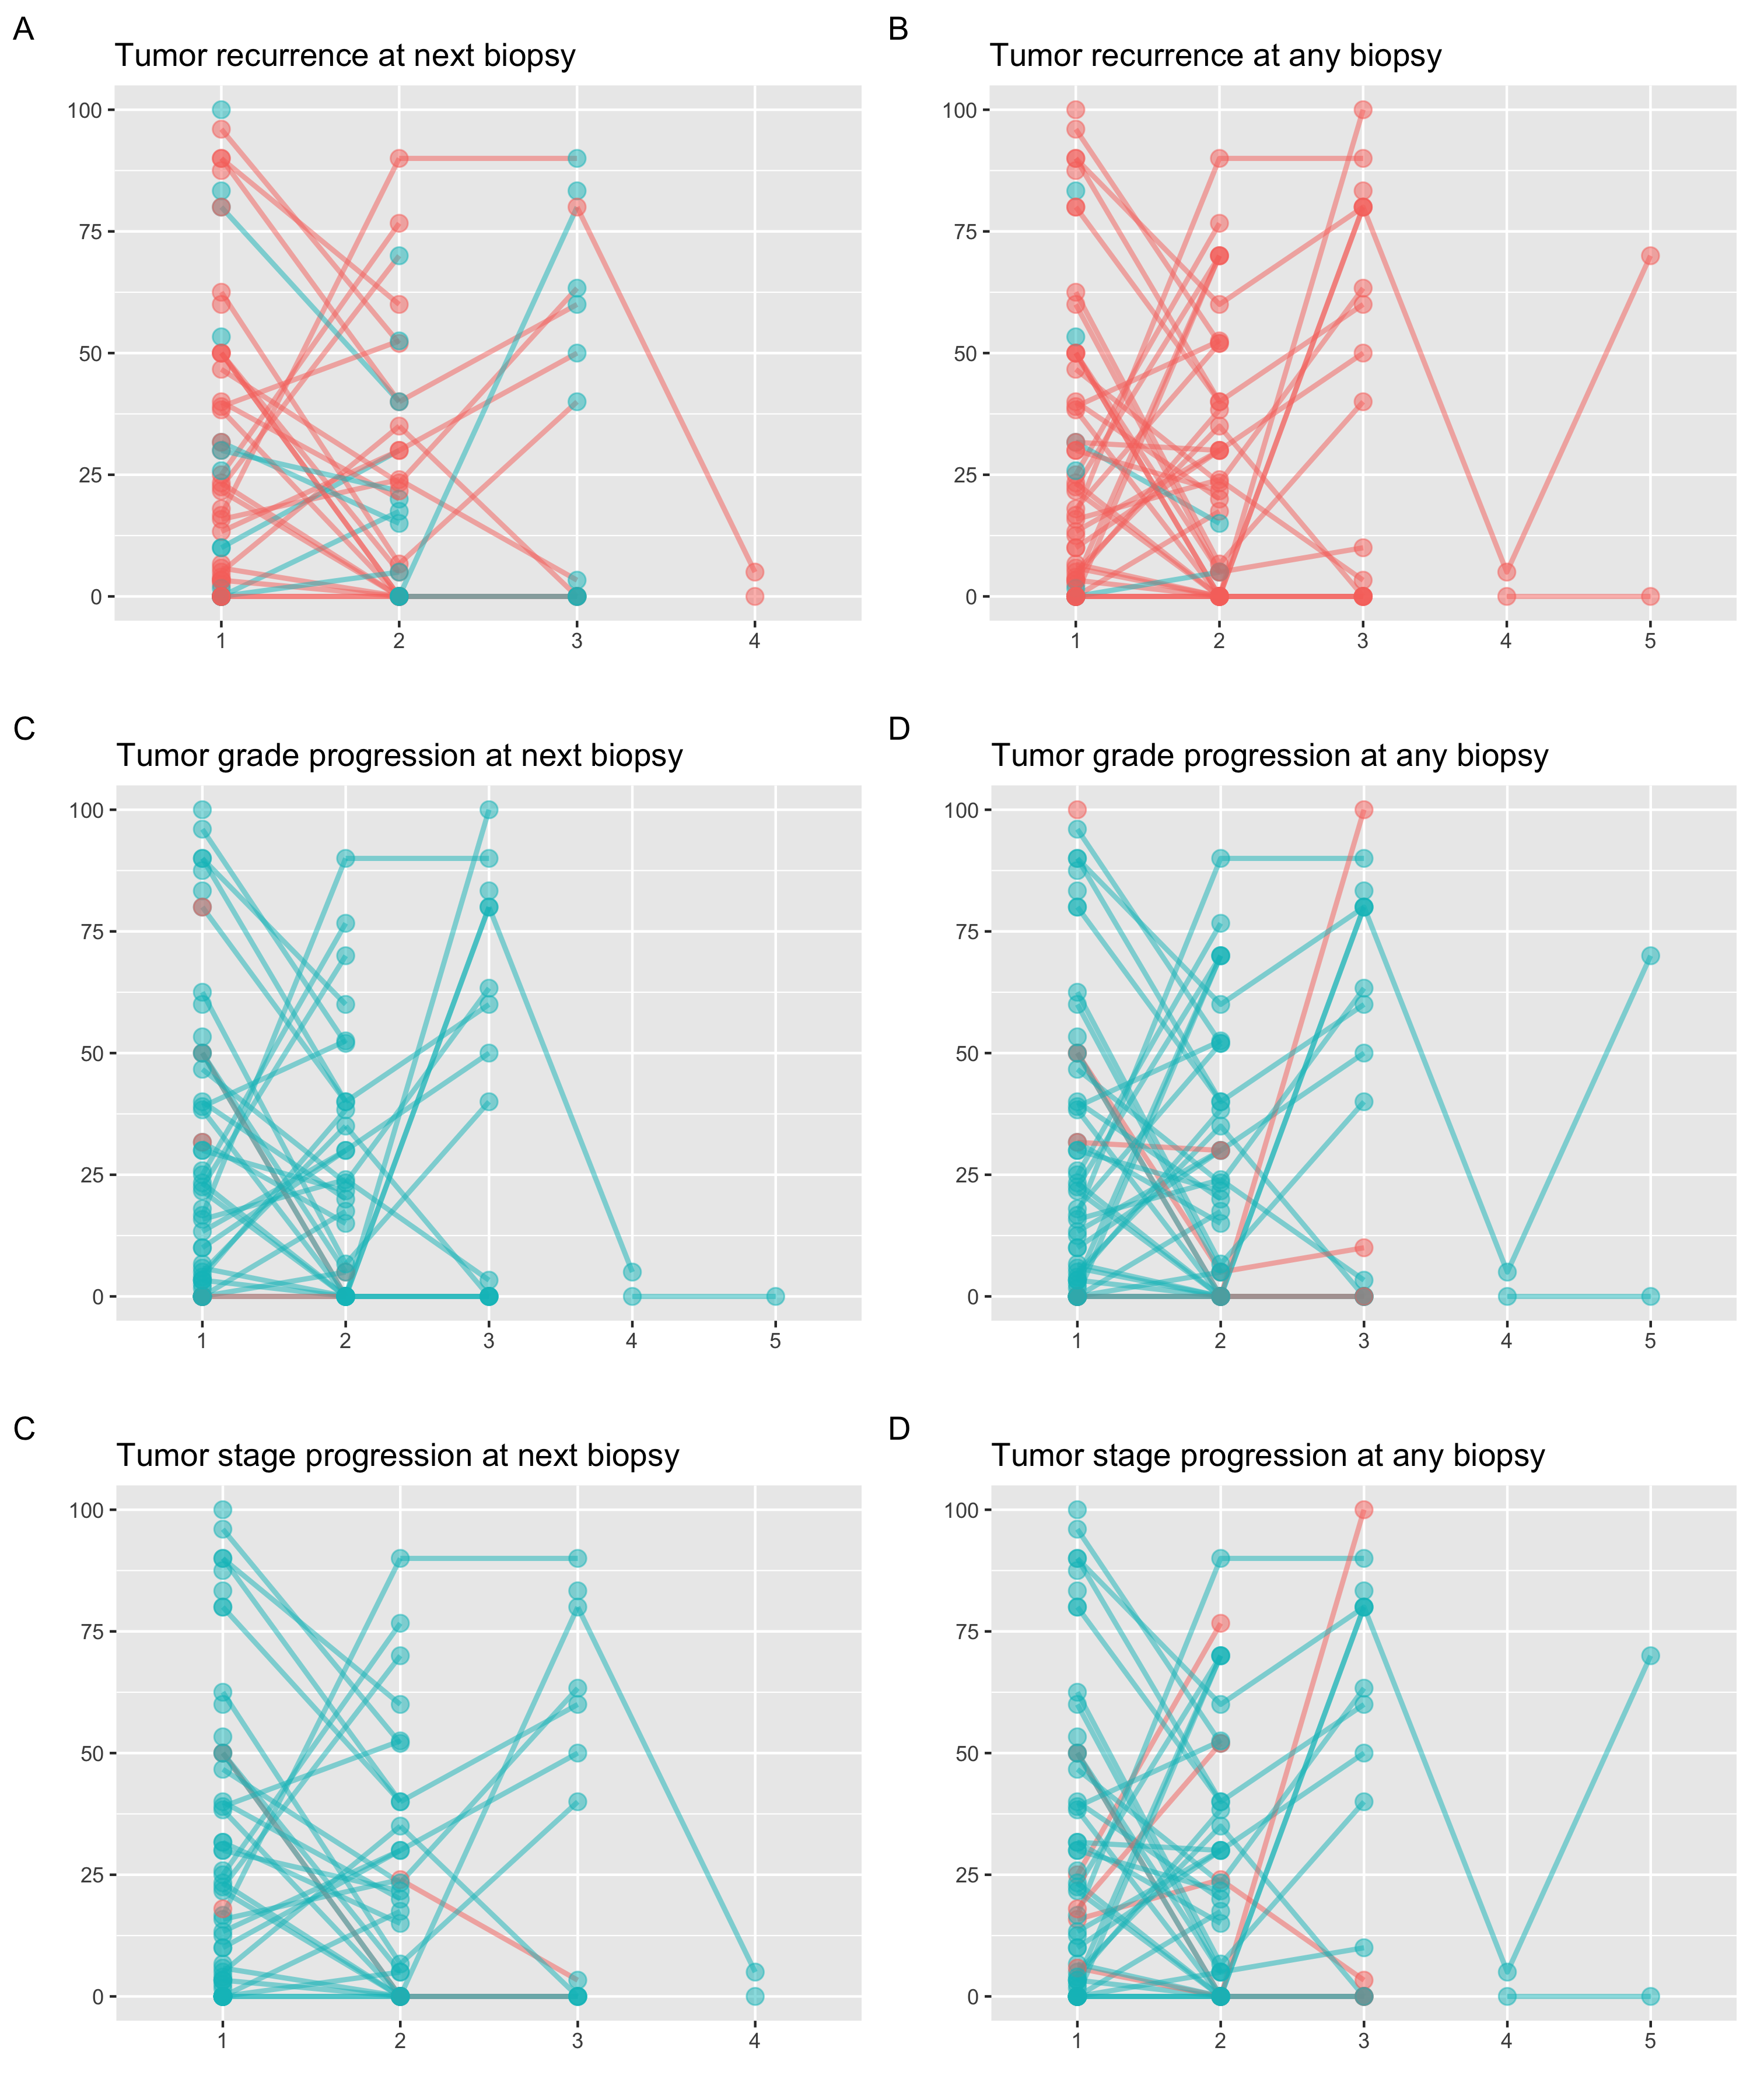 A
Tumor recurrence at next biopsy
100
75
50
25
0
1 2 3 4
B
Tumor recurrence at any biopsy
100
75
50
25
0
1 2 3 4 5
C
Tumor grade progression at next biopsy
100
75
50
25
0
1 2 3 4 5
D
Tumor grade progression at any biopsy
100
75
50
25
0
1 2 3 4 5
C
Tumor stage progression at next biopsy
100
75
50
25
0
1 2 3 4
D
Tumor stage progression at any biopsy
100
75
50
25
0
1 2 3 4 5